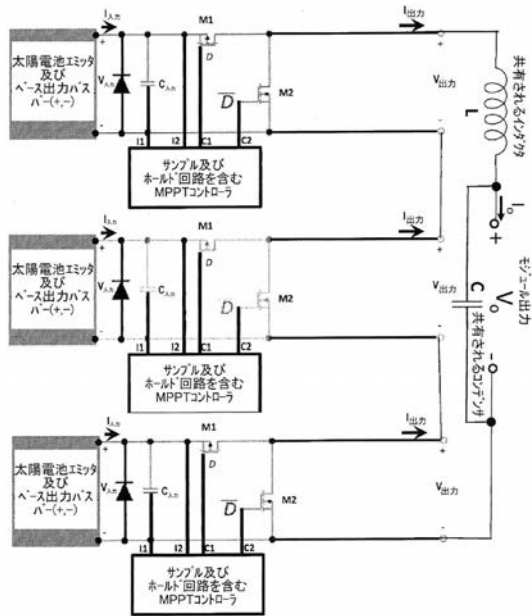 I入力
M1
I出力
太陽電池エミッタ
及び
ベース出力バス
バー(+,-)
+
-
V入力
C入力
D
D
M2
I1
I2
C1
C2
サンプル及び
ホールド回路を含む
MPPTコントローラ
+
V出力
-
共有されるインダクタ
L
I入力
M1
I出力
太陽電池エミッタ
及び
ベース出力バス
バー(+,-)
+
-
V入力
C入力
D
D
M2
I1
I2
C1
C2
サンプル及び
ホールド回路を含む
MPPTコントローラ
+
V出力
-
Io
+
モジュール出力
Vo
-
C
共有されるコンデンサ
I入力
M1
I出力
太陽電池エミッタ
及び
ベース出力バス
バー(+,-)
+
-
V入力
C入力
D
D
M2
I1
I2
C1
C2
サンプル及び
ホールド回路を含む
MPPTコントローラ
+
V出力
-